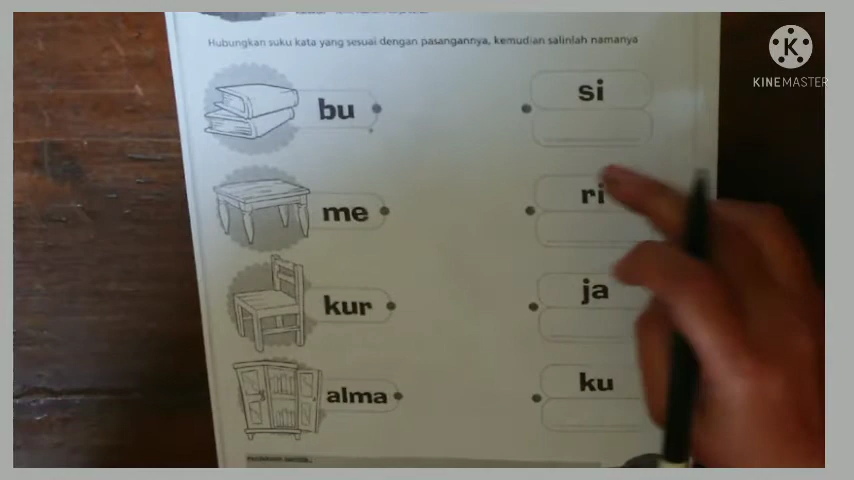 Hubungkan suku kata yang sesuai dengan pasangannya, kemudian salinlah namanya
bu
si
me
ri
kur
ja
alma
ku
K
KINEMASTER